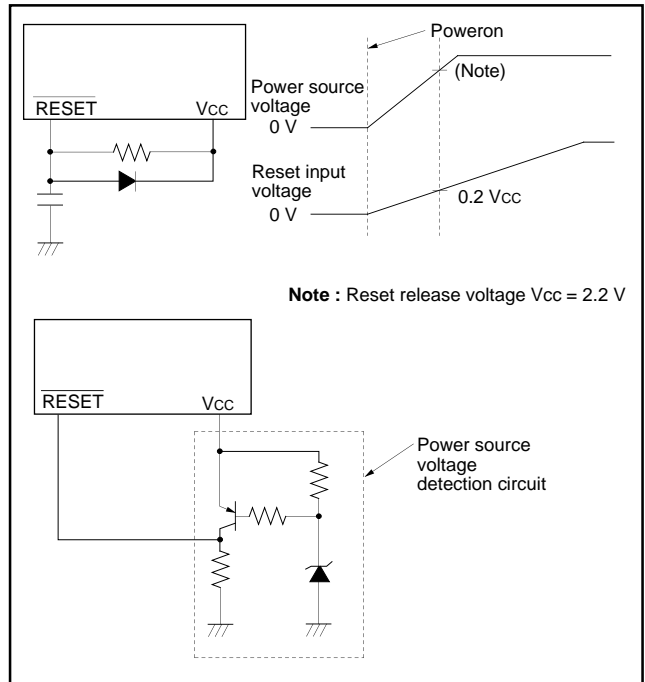 Poweron
(Note)
Power source
voltage
0 V
RESET
VCC
Reset input
voltage
0 V
0.2 VCC
Note : Reset release voltage Vcc = 2.2 V
RESET
VCC
Power source
voltage
detection circuit